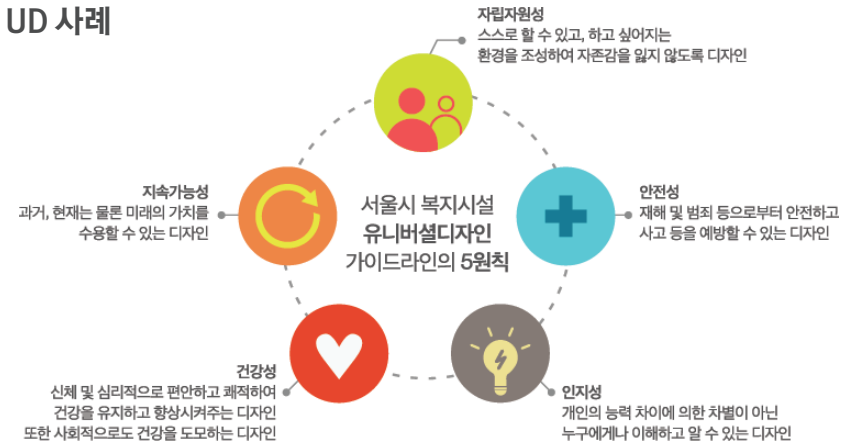 UD 사례
자립자원성
스스로 할 수 있고, 하고 싶어지는
환경을 조성하여 자존감을 잃지 않도록 디자인
지속가능성
과거, 현재는 물론 미래의 가치를
수용할 수 있는 디자인
서울시 복지시설
유니버셜디자인
가이드라인의 5원칙
안전성
재해 및 범죄 등으로부터 안전하고
사고 등을 예방할 수 있는 디자인
건강성
신체 및 심리적으로 편안하고 쾌적하여
건강을 유지하고 향상시켜주는 디자인
또한 사회적으로도 건강을 도모하는 디자인
인지성
개인의 능력 차이에 의한 차별이 아닌
누구에게나 이해하고 알 수 있는 디자인